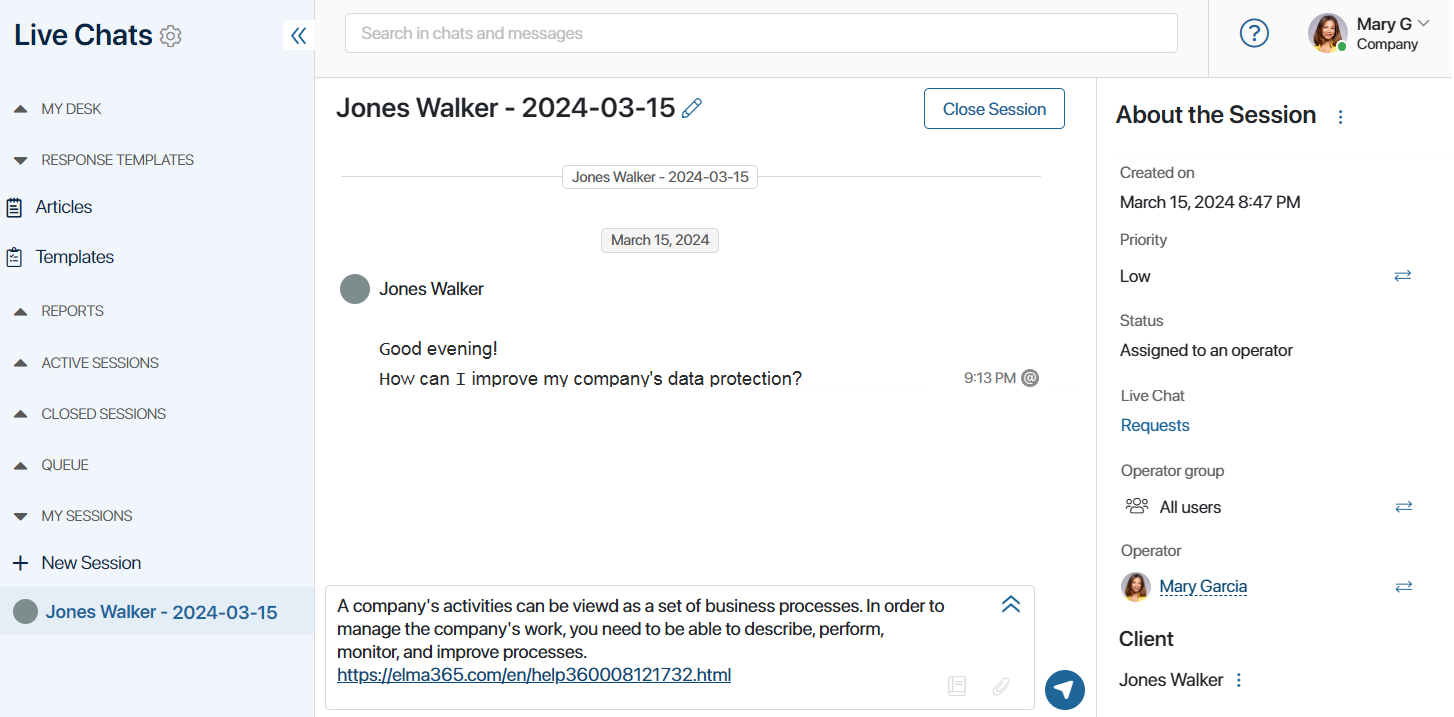 Live Chats
MY DESK
RESPONSE TEMPLATES
Articles
Templates
REPORTS
ACTIVE SESSIONS
CLOSED SESSIONS
QUEUE
MY SESSIONS
New Session
Jones Walker - 2024-03-15
Search in chats and messages
?
Mary G
Company
Jones Walker - 2024-03-15
Close Session
Jones Walker - 2024-03-15
March 15, 2024
Jones Walker
Good evening!
How can I improve my company's data protection?
9:13 PM @
A company's activities can be viewd as a set of business processes. In order to
manage the company's work, you need to be able to describe, perform,
monitor, and improve processes.
https://elma365.com/en/help360008121732.html
About the Session
Created on
March 15, 2024 8:47 PM
Priority
Low
Status
Assigned to an operator
Live Chat
Requests
Operator group
All users
Operator
Mary Garcia
Client
Jones Walker